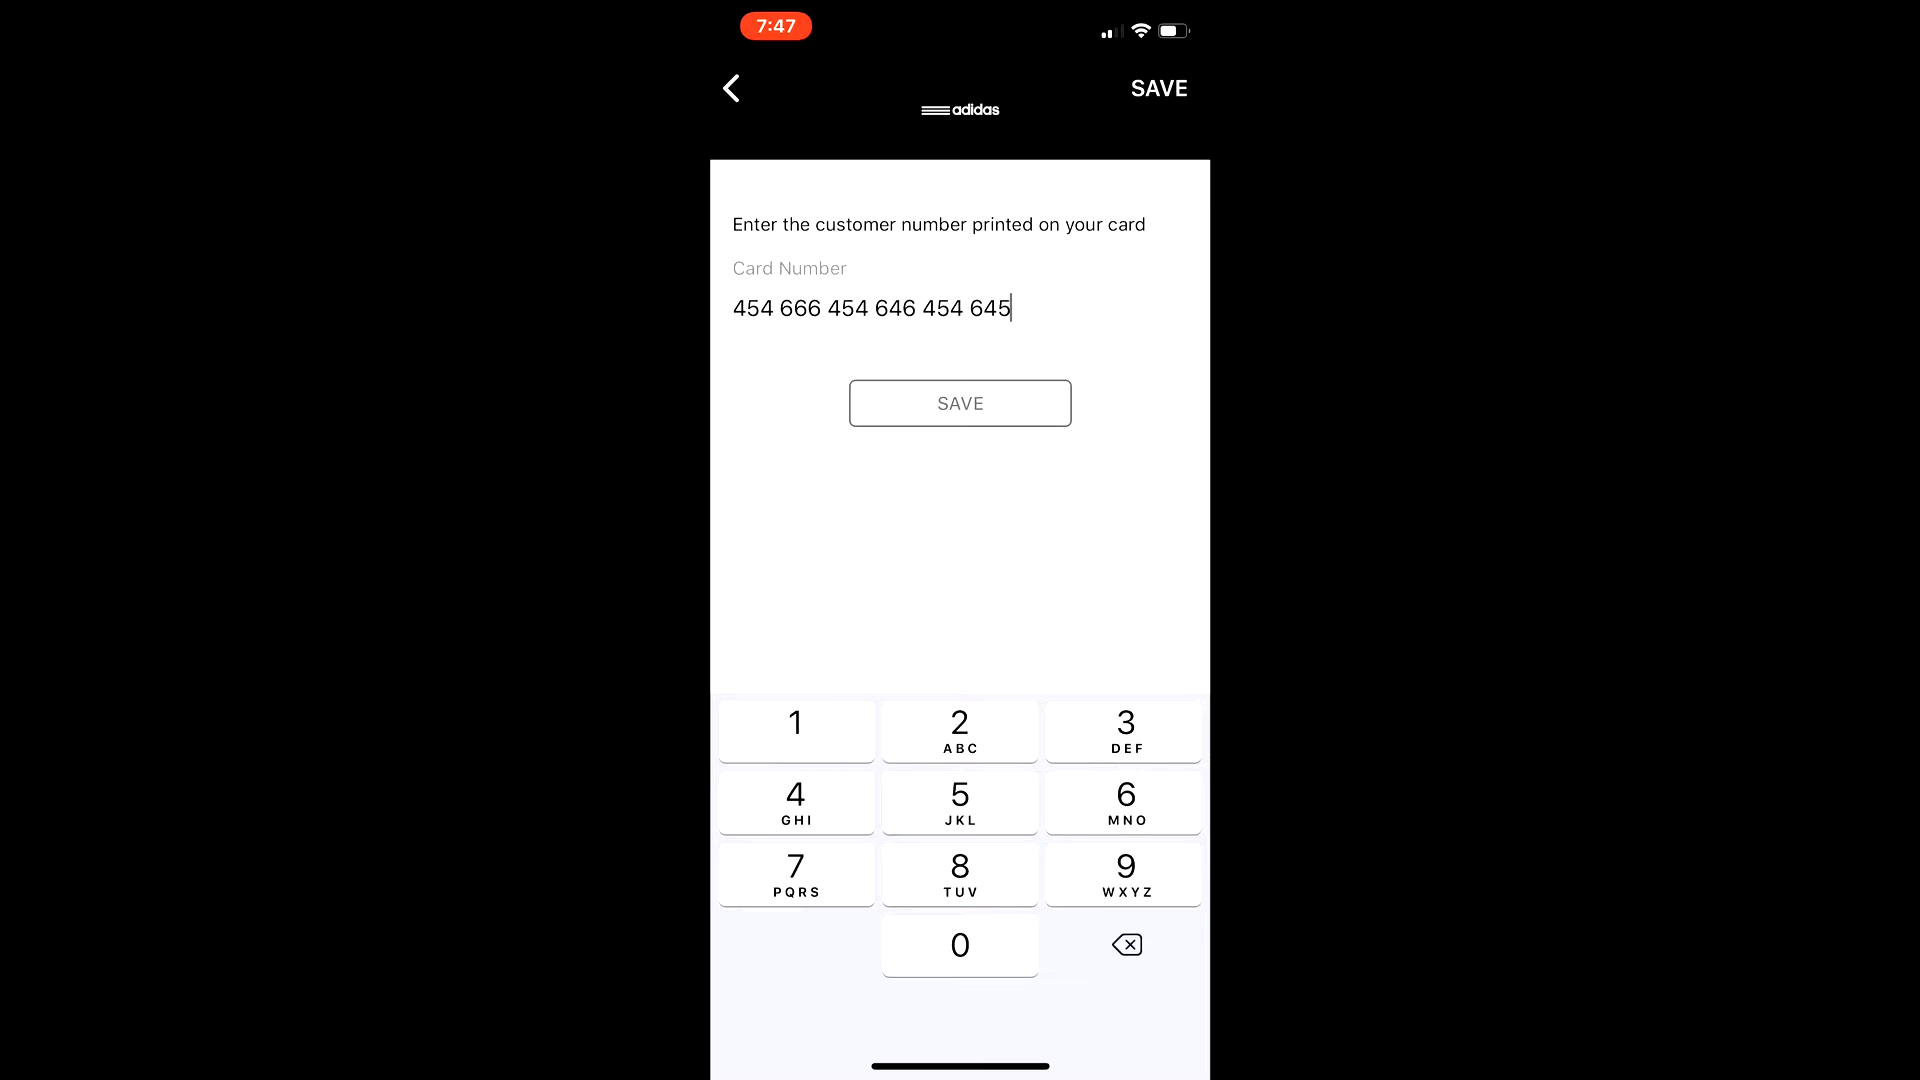 7:47
SAVE
adidas
Enter the customer number printed on your card
Card Number
454 666 454 646 454 645
SAVE
1 2 3
ABC DEF
4 5 6
GHI JKL MNO
7 8 9
PQRS TUV WXYZ
0